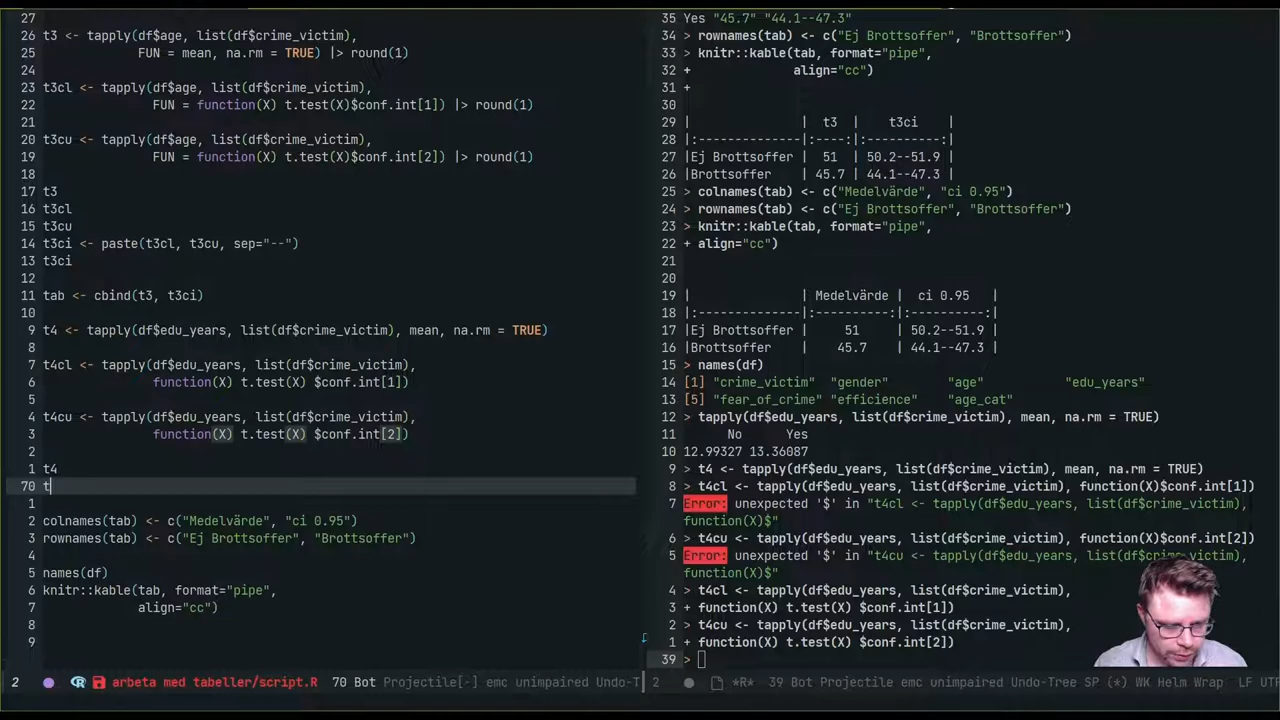 27
26 t3 <- tapply(df$age, list(df$crime_victim),
25 FUN = mean, na.rm = TRUE) |> round(1)
24
23 t3cl <- tapply(df$age, list(df$crime_victim),
22 FUN = function(X) t.test(X)$conf.int[1]) |> round(1)
21
20 t3cu <- tapply(df$age, list(df$crime_victim),
19 FUN = function(X) t.test(X)$conf.int[2]) |> round(1)
18
17 t3
16 t3cl
15 t3cu
14 t3ci <- paste(t3cl, t3cu, sep="--")
13 t3ci
12
11 tab <- cbind(t3, t3ci)
10
9 t4 <- tapply(df$edu_years, list(df$crime_victim), mean, na.rm = TRUE)
8
7 t4cl <- tapply(df$edu_years, list(df$crime_victim),
6 function(X) t.test(X) $conf.int[1])
5
4 t4cu <- tapply(df$edu_years, list(df$crime_victim),
3 function(X) t.test(X) $conf.int[2])
2
1 t4
70 t
1
2 colnames(tab) <- c("Medelvärde", "ci 0.95")
3 rownames(tab) <- c("Ej Brottsoffer", "Brottsoffer")
4
5 names(df)
6 knitr::kable(tab, format="pipe",
7 align="cc")
8
9
2 R arbeta med tabeller/script.R 70 Bot Projectile[-] emc unimpaired Undo-T
35 Yes "45.7" "44.1--47.3"
34 > rownames(tab) <- c("Ej Brottsoffer", "Brottsoffer")
33 > knitr::kable(tab, format="pipe",
32 + align="cc")
31 +
30
29 | | t3 | t3ci |
28 |:--------------|:----:|:----------:|
27 |Ej Brottsoffer | 51 | 50.2--51.9 |
26 |Brottsoffer | 45.7 | 44.1--47.3 |
25 > colnames(tab) <- c("Medelvärde", "ci 0.95")
24 > rownames(tab) <- c("Ej Brottsoffer", "Brottsoffer")
23 > knitr::kable(tab, format="pipe",
22 + align="cc")
21
20
19 | | Medelvärde | ci 0.95 |
18 |:--------------|:----------:|:----------:|
17 |Ej Brottsoffer | 51 | 50.2--51.9 |
16 |Brottsoffer | 45.7 | 44.1--47.3 |
15 > names(df)
14 [1] "crime_victim" "gender" "age" "edu_years"
13 [5] "fear_of_crime" "efficience" "age_cat"
12 > tapply(df$edu_years, list(df$crime_victim), mean, na.rm = TRUE)
11 No Yes
10 12.99327 13.36087
9 > t4 <- tapply(df$edu_years, list(df$crime_victim), mean, na.rm = TRUE)
8 > t4cl <- tapply(df$edu_years, list(df$crime_victim), function(X)$conf.int[1])
7 Error: unexpected '$' in "t4cl <- tapply(df$edu_years, list(df$crime_victim),
function(X)$"
6 > t4cu <- tapply(df$edu_years, list(df$crime_victim), function(X)$conf.int[2])
5 Error: unexpected '$' in "t4cu <- tapply(df$edu_years, list(df$crime_victim),
function(X)$"
4 > t4cl <- tapply(df$edu_years, list(df$crime_victim),
3 + function(X) t.test(X) $conf.int[1])
2 > t4cu <- tapply(df$edu_years, list(df$crime_victim),
1 + function(X) t.test(X) $conf.int[2])
39 >
2 *R* 39 Bot Projectile emc unimpaired Undo-Tree SP (*) WK Helm Wrap LF UTF